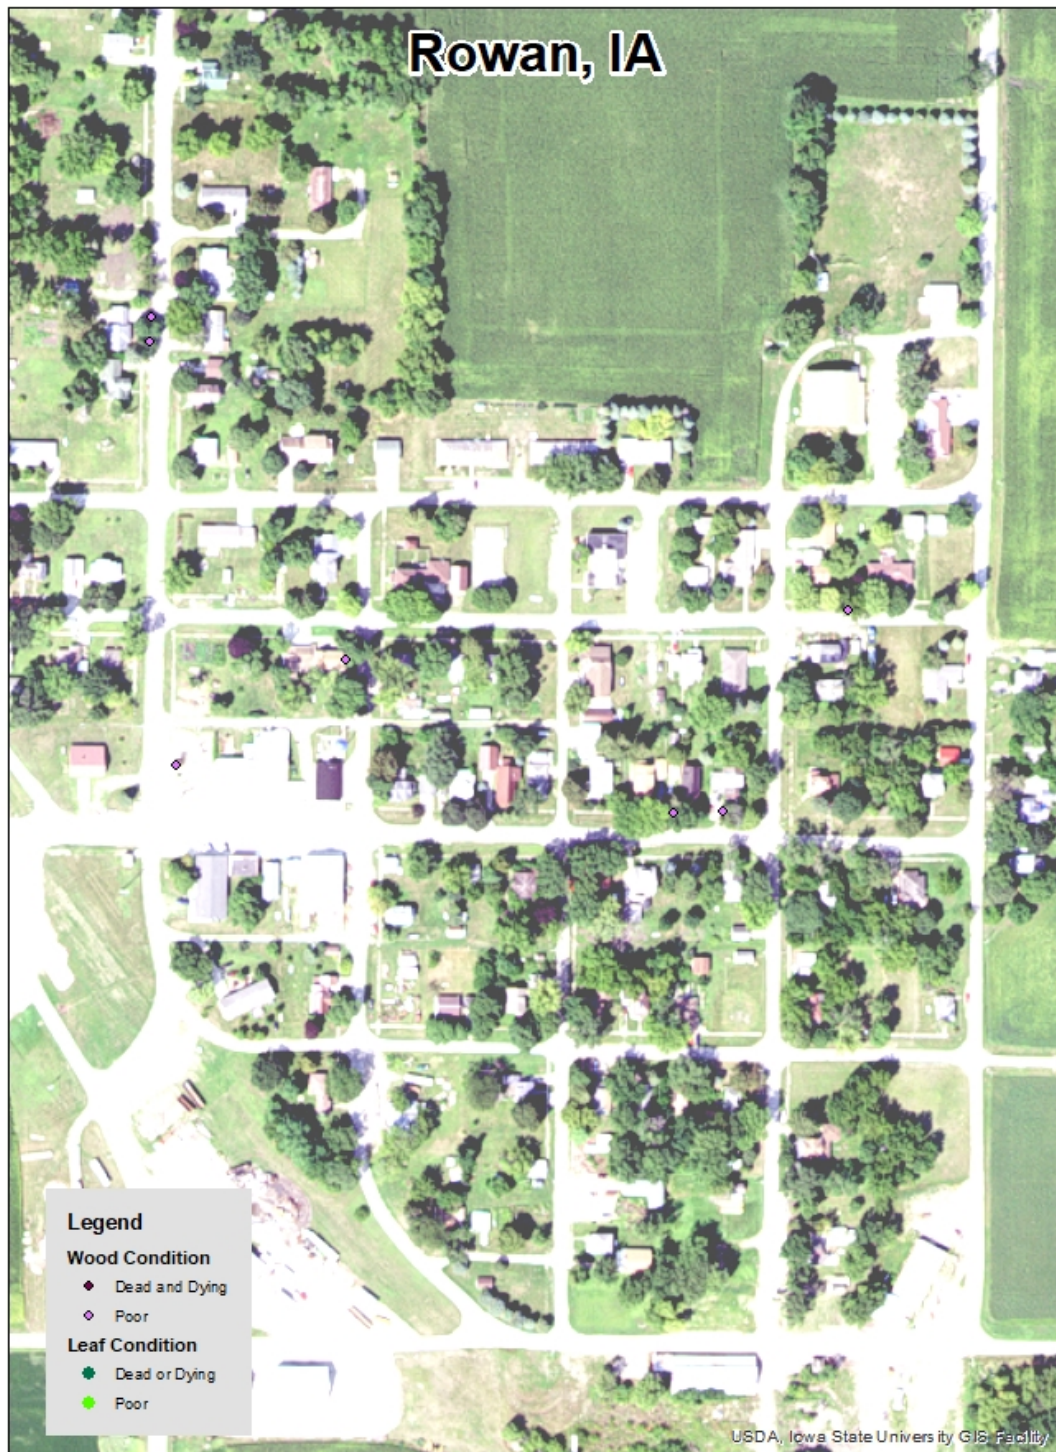 Rowan, IA
Legend
Wood Condition
Dead and Dying
Poor
Leaf Condition
Dead or Dying
Poor
USDA, Iowa State University GIS Facility